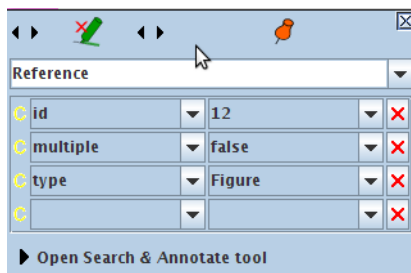 Reference
C id 12
C multiple false
C type Figure
C
Open Search & Annotate tool